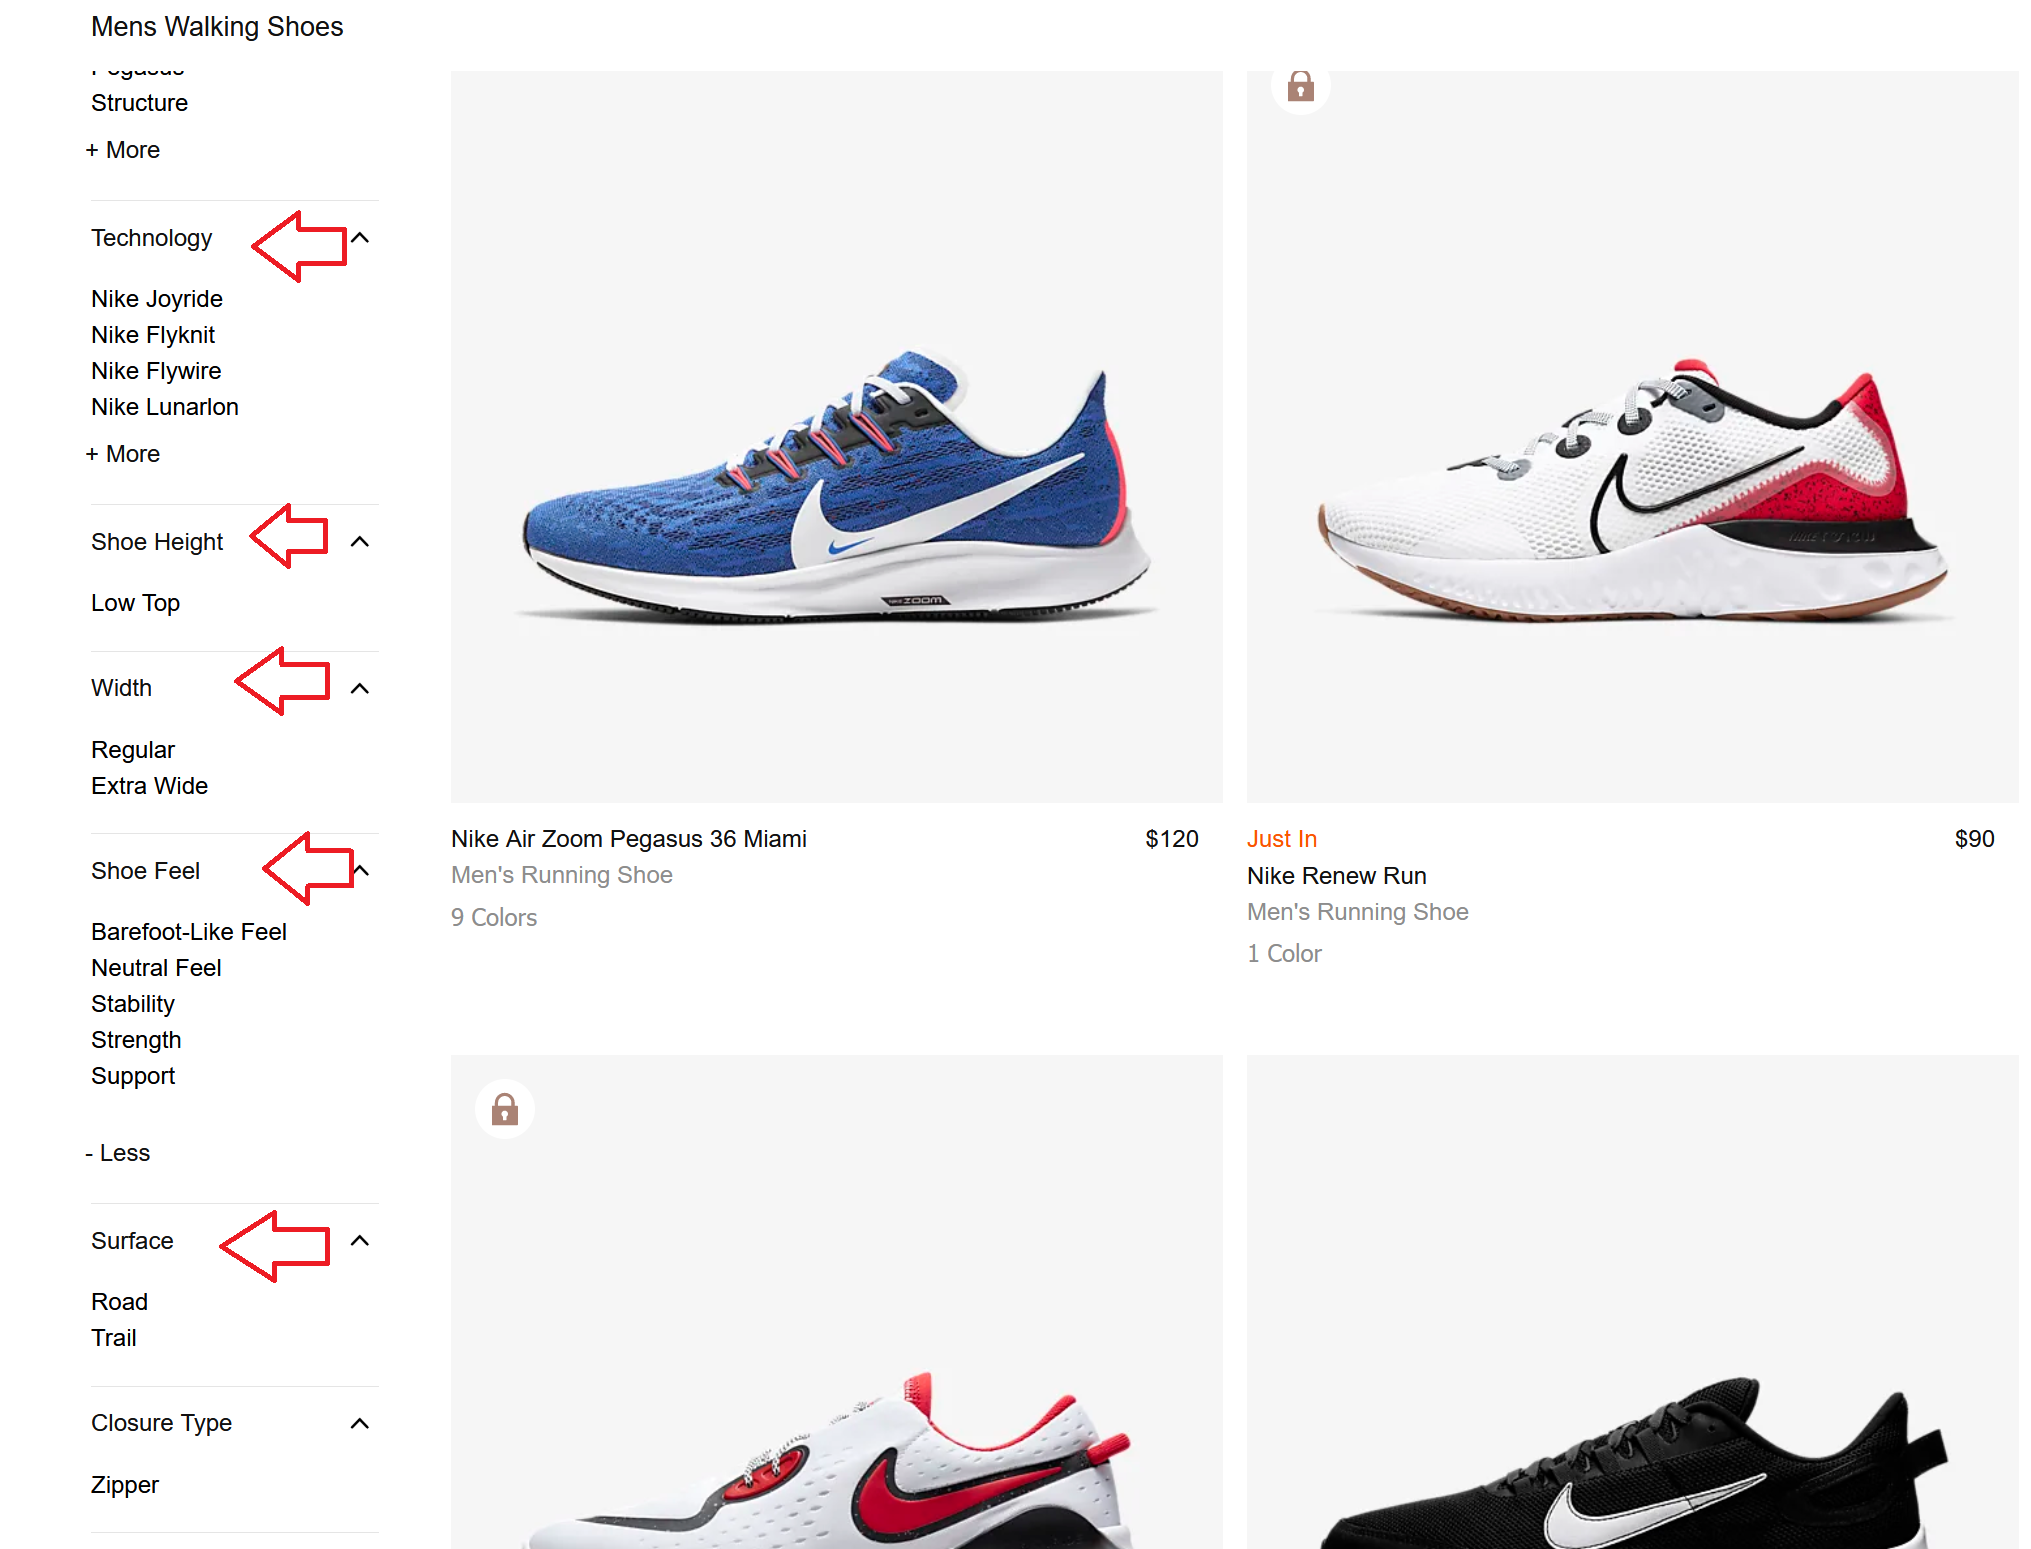 Mens Walking Shoes
Pegasus
Structure
+ More
Technology
Nike Joyride
Nike Flyknit
Nike Flywire
Nike Lunarlon
+ More
Shoe Height
Low Top
Width
Regular
Extra Wide
Shoe Feel
Barefoot-Like Feel
Neutral Feel
Stability
Strength
Support
- Less
Surface
Road
Trail
Closure Type
Zipper
ZOOM
Nike Air Zoom Pegasus 36 Miami $120
Men's Running Shoe
9 Colors
Just In $90
Nike Renew Run
Men's Running Shoe
1 Color